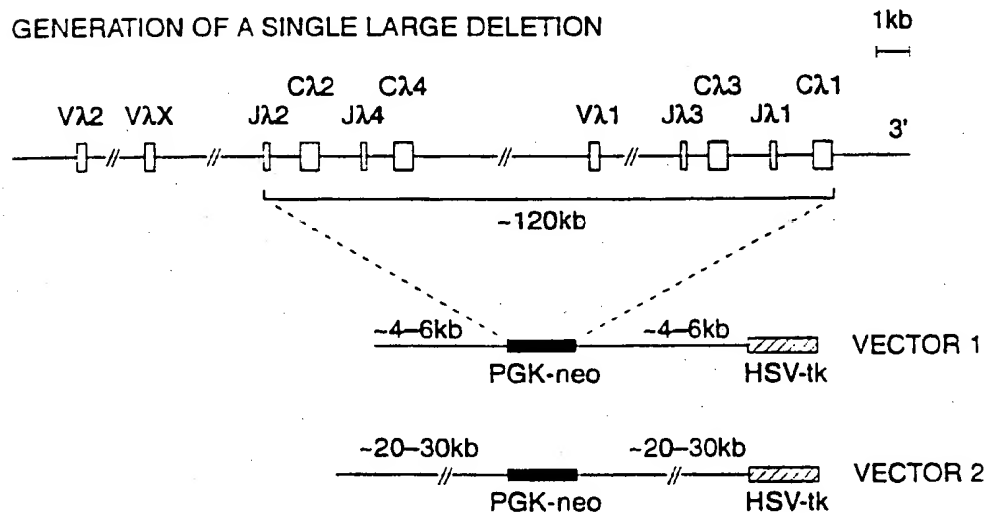 GENERATION OF A SINGLE LARGE DELETION
1kb
Vλ2 VλX Jλ2 Cλ2 Jλ4 Cλ4 Vλ1 Jλ3 Cλ3 Jλ1 Cλ1 3'
~120kb
~4–6kb ~4–6kb VECTOR 1
PGK-neo HSV-tk
~20–30kb ~20–30kb VECTOR 2
PGK-neo HSV-tk